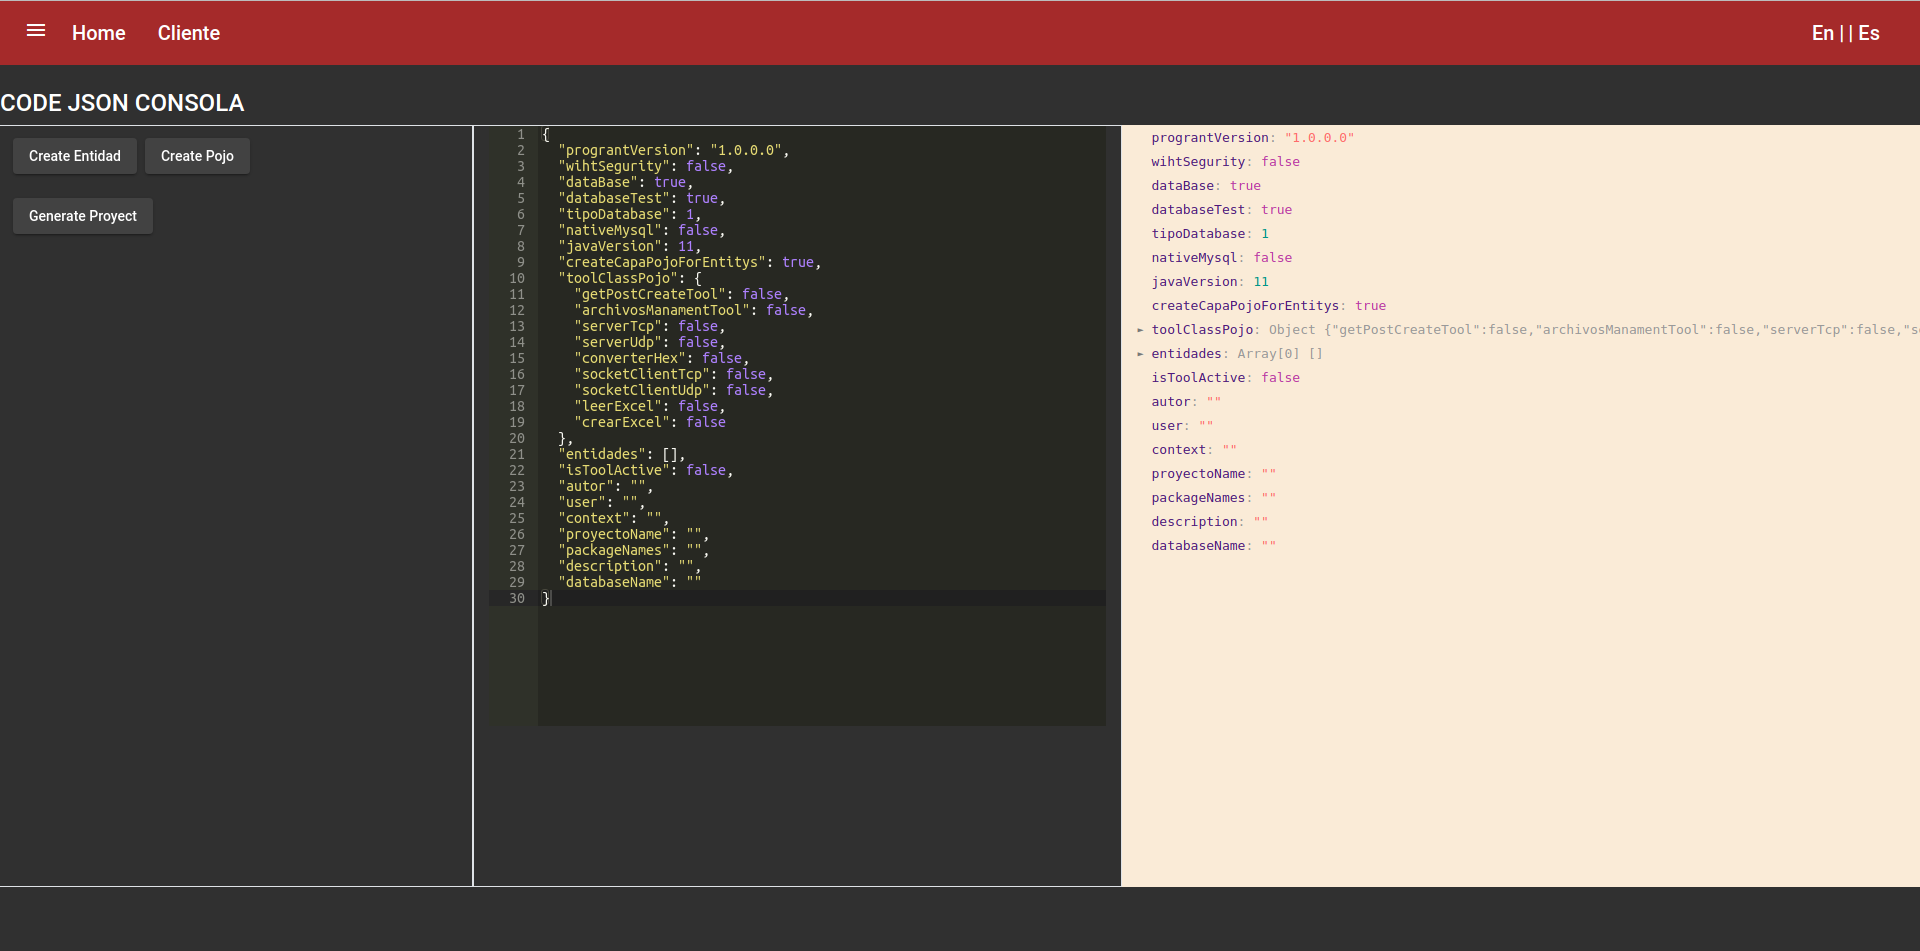 Home Cliente En || Es
CODE JSON CONSOLA
Create Entidad Create Pojo
Generate Proyect
1 {
2 "prograntVersion": "1.0.0.0",
3 "wihtSegurity": false,
4 "dataBase": true,
5 "databaseTest": true,
6 "tipoDatabase": 1,
7 "nativeMysql": false,
8 "javaVersion": 11,
9 "createCapaPojoForEntitys": true,
10 "toolClassPojo": {
11 "getPostCreateTool": false,
12 "archivosManamentTool": false,
13 "serverTcp": false,
14 "serverUdp": false,
15 "converterHex": false,
16 "socketClientTcp": false,
17 "socketClientUdp": false,
18 "leerExcel": false,
19 "crearExcel": false
20 },
21 "entidades": [],
22 "isToolActive": false,
23 "autor": "",
24 "user": "",
25 "context": "",
26 "proyectoName": "",
27 "packageNames": "",
28 "description": "",
29 "databaseName": ""
30 }
prograntVersion: "1.0.0.0"
wihtSegurity: false
dataBase: true
databaseTest: true
tipoDatabase: 1
nativeMysql: false
javaVersion: 11
createCapaPojoForEntitys: true
► toolClassPojo: Object {"getPostCreateTool":false,"archivosManamentTool":false,"serverTcp":false,"s
► entidades: Array[0] []
isToolActive: false
autor: ""
user: ""
context: ""
proyectoName: ""
packageNames: ""
description: ""
databaseName: ""